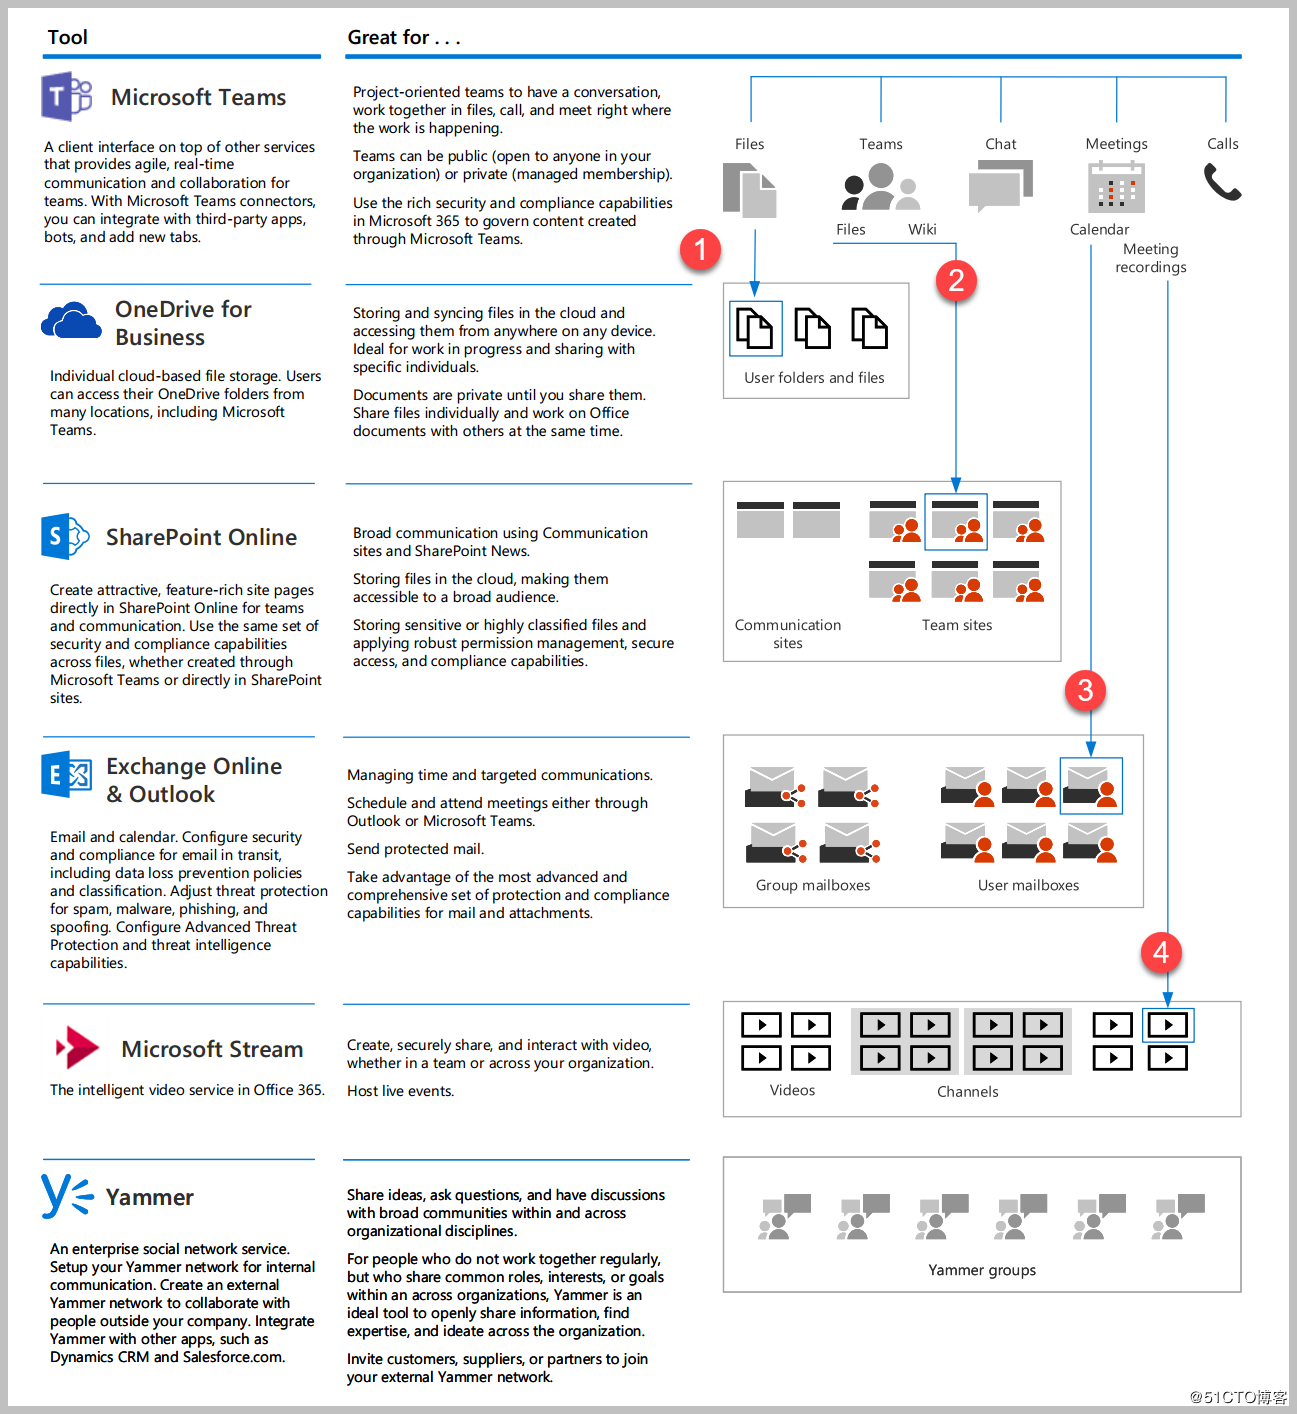 Tool
Great for . . .
Microsoft Teams
A client interface on top of other services
that provides agile, real-time
communication and collaboration for
teams. With Microsoft Teams connectors,
you can integrate with third-party apps,
bots, and add new tabs.
Project-oriented teams to have a conversation,
work together in files, call, and meet right where
the work is happening.
Teams can be public (open to anyone in your
organization) or private (managed membership).
Use the rich security and compliance capabilities
in Microsoft 365 to govern content created
through Microsoft Teams.
Files
Teams
Chat
Meetings
Calls
Files
Wiki
Calendar
Meeting
recordings
1
2
OneDrive for
Business
Individual cloud-based file storage. Users
can access their OneDrive folders from
many locations, including Microsoft
Teams.
Storing and syncing files in the cloud and
accessing them from anywhere on any device.
Ideal for work in progress and sharing with
specific individuals.
Documents are private until you share them.
Share files individually and work on Office
documents with others at the same time.
User folders and files
SharePoint Online
Create attractive, feature-rich site pages
directly in SharePoint Online for teams
and communication. Use the same set of
security and compliance capabilities
across files, whether created through
Microsoft Teams or directly in SharePoint
sites.
Broad communication using Communication
sites and SharePoint News.
Storing files in the cloud, making them
accessible to a broad audience.
Storing sensitive or highly classified files and
applying robust permission management, secure
access, and compliance capabilities.
Communication
sites
Team sites
3
Exchange Online
& Outlook
Email and calendar. Configure security
and compliance for email in transit,
including data loss prevention policies
and classification. Adjust threat protection
for spam, malware, phishing, and
spoofing. Configure Advanced Threat
Protection and threat intelligence
capabilities.
Managing time and targeted communications.
Schedule and attend meetings either through
Outlook or Microsoft Teams.
Send protected mail.
Take advantage of the most advanced and
comprehensive set of protection and compliance
capabilities for mail and attachments.
Group mailboxes
User mailboxes
4
Microsoft Stream
The intelligent video service in Office 365.
Create, securely share, and interact with video,
whether in a team or across your organization.
Host live events.
Videos
Channels
Yammer
An enterprise social network service.
Setup your Yammer network for internal
communication. Create an external
Yammer network to collaborate with
people outside your company. Integrate
Yammer with other apps, such as
Dynamics CRM and Salesforce.com.
Share ideas, ask questions, and have discussions
with broad communities within and across
organizational disciplines.
For people who do not work together regularly,
but who share common roles, interests, or goals
within an across organizations, Yammer is an
ideal tool to openly share information, find
expertise, and ideate across the organization.
Invite customers, suppliers, or partners to join
your external Yammer network.
Yammer groups
@51CTO博客